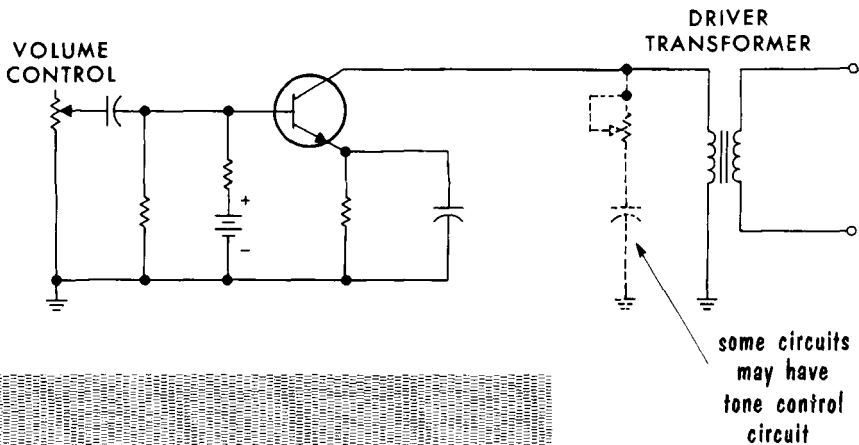 VOLUME
CONTROL
DRIVER
TRANSFORMER
+
-
some circuits
may have
tone control
circuit